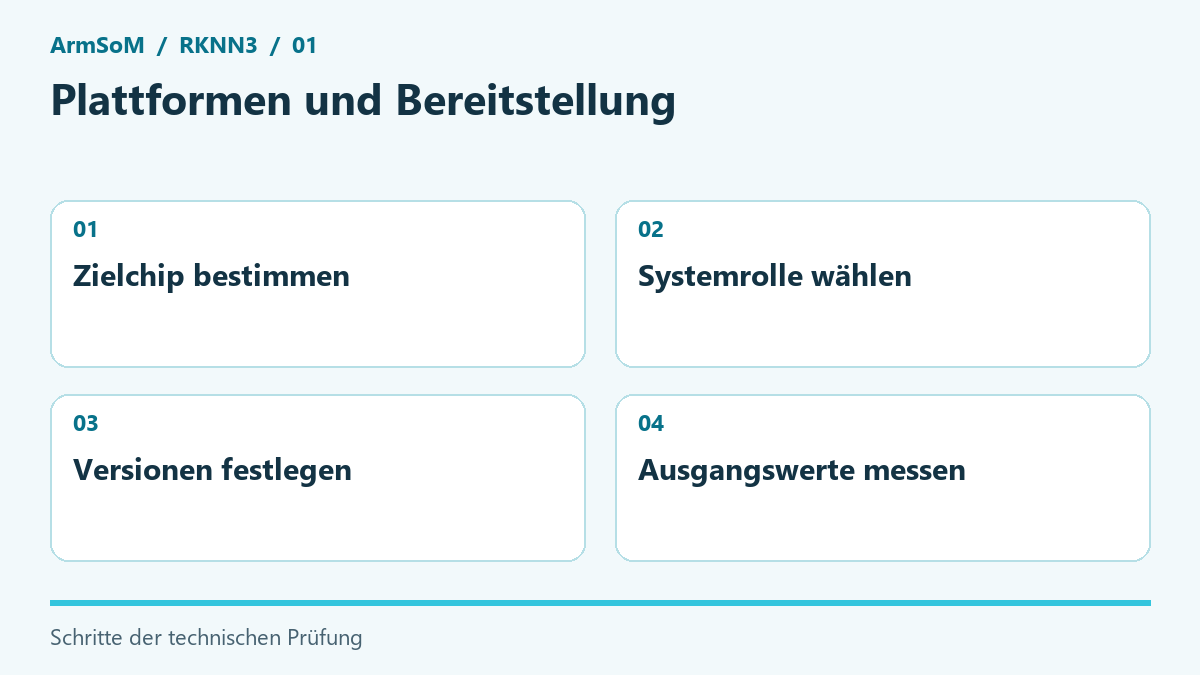 ArmSoM / RKNN3 / 01
Plattformen und Bereitstellung
01
Zielchip bestimmen
02
Systemrolle wählen
03
Versionen festlegen
04
Ausgangswerte messen
Schritte der technischen Prüfung